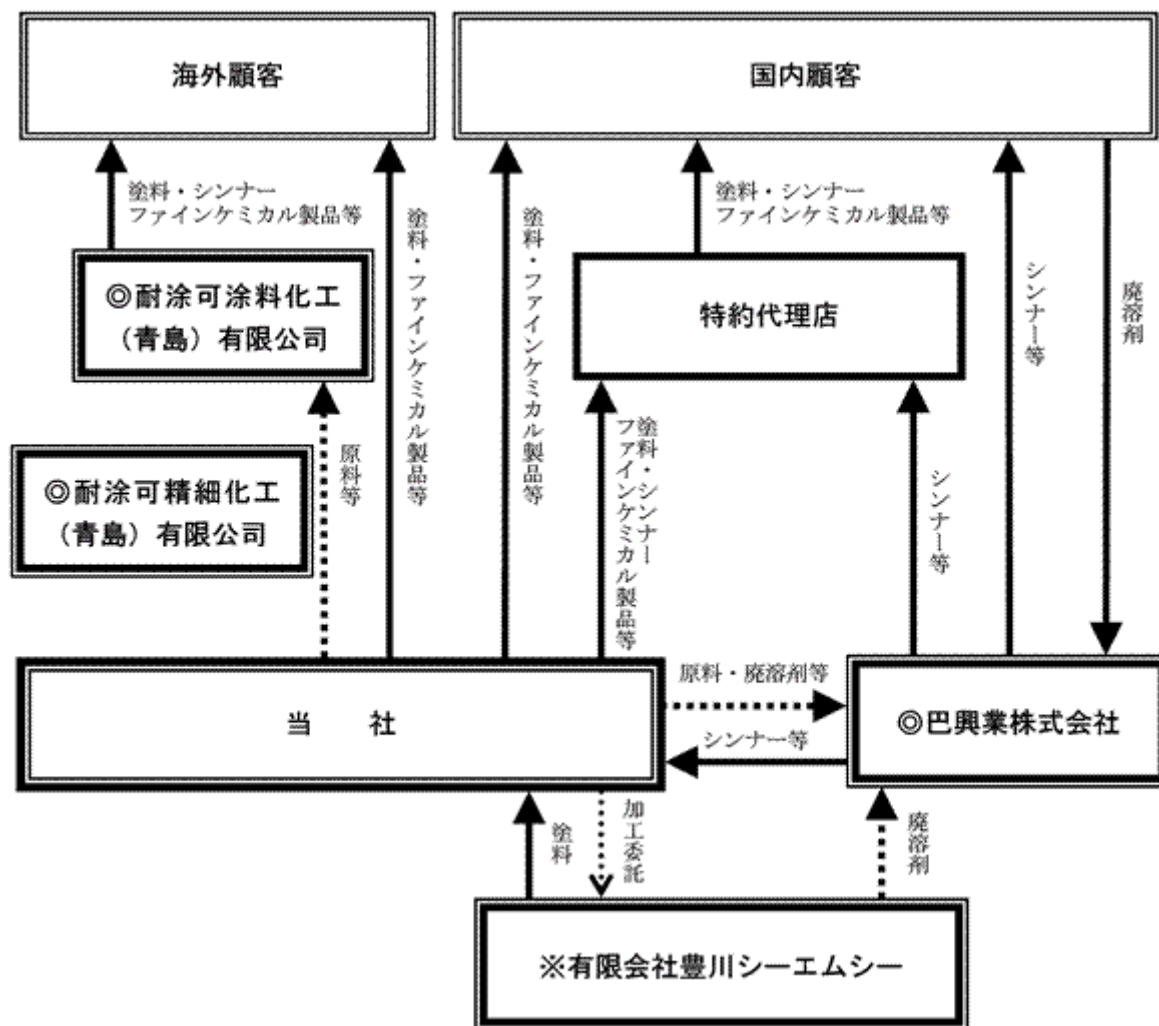 海外顧客
国内顧客
塗料・シンナー
ファインケミカル製品等
塗料・ファインケミカル製品等
塗料・ファインケミカル製品等
塗料・シンナー
ファインケミカル製品等
シンナー等
廃溶剤
◎耐涂可涂料化工
（青島）有限公司
特約代理店
原料等
塗料・シンナー
ファインケミカル製品等
シンナー等
◎耐涂可精細化工
（青島）有限公司
当　　社
原料・廃溶剤等
シンナー等
◎巴興業株式会社
塗料
加工委託
廃溶剤
※有限会社豊川シーエムシー